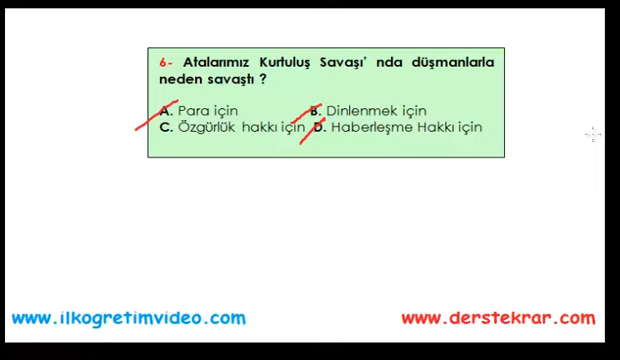 6- Atalarımız Kurtuluş Savaşı' nda düşmanlarla
neden savaştı ?
A. Para için B. Dinlenmek için
C. Özgürlük hakkı için D. Haberleşme Hakkı için
www.ilkogretimvideo.com www.derstekrar.com